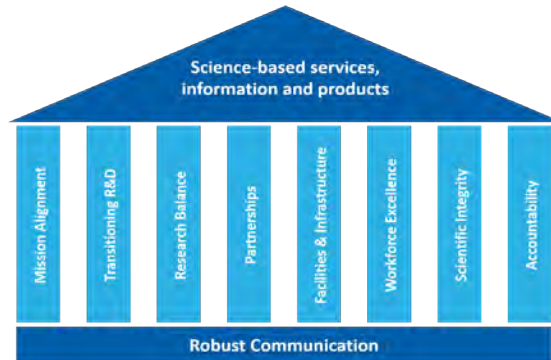 Science-based services,
information and products
Mission Alignment
Transitioning R&D
Research Balance
Partnerships
Facilities & Infrastructure
Workforce Excellence
Scientific Integrity
Accountability
Robust Communication